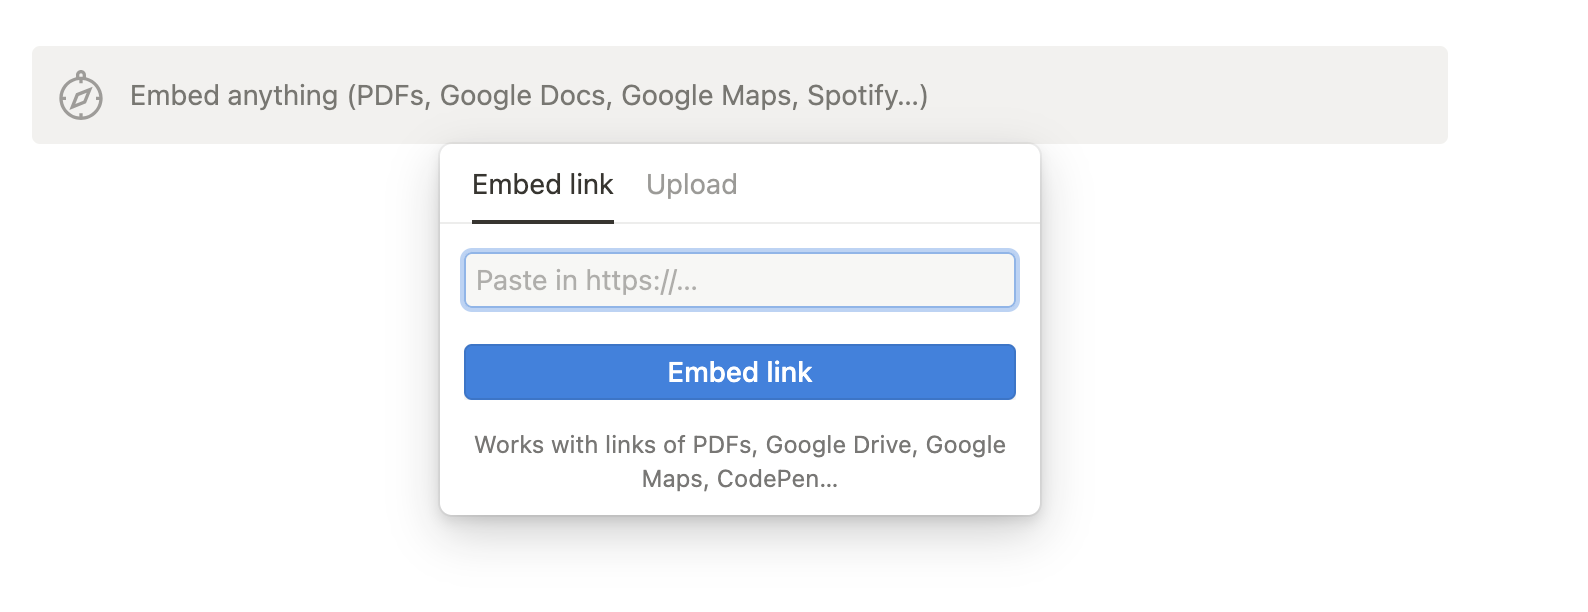 Embed anything (PDFs, Google Docs, Google Maps, Spotify...)
Embed link Upload
Paste in https://...
Embed link
Works with links of PDFs, Google Drive, Google
Maps, CodePen...